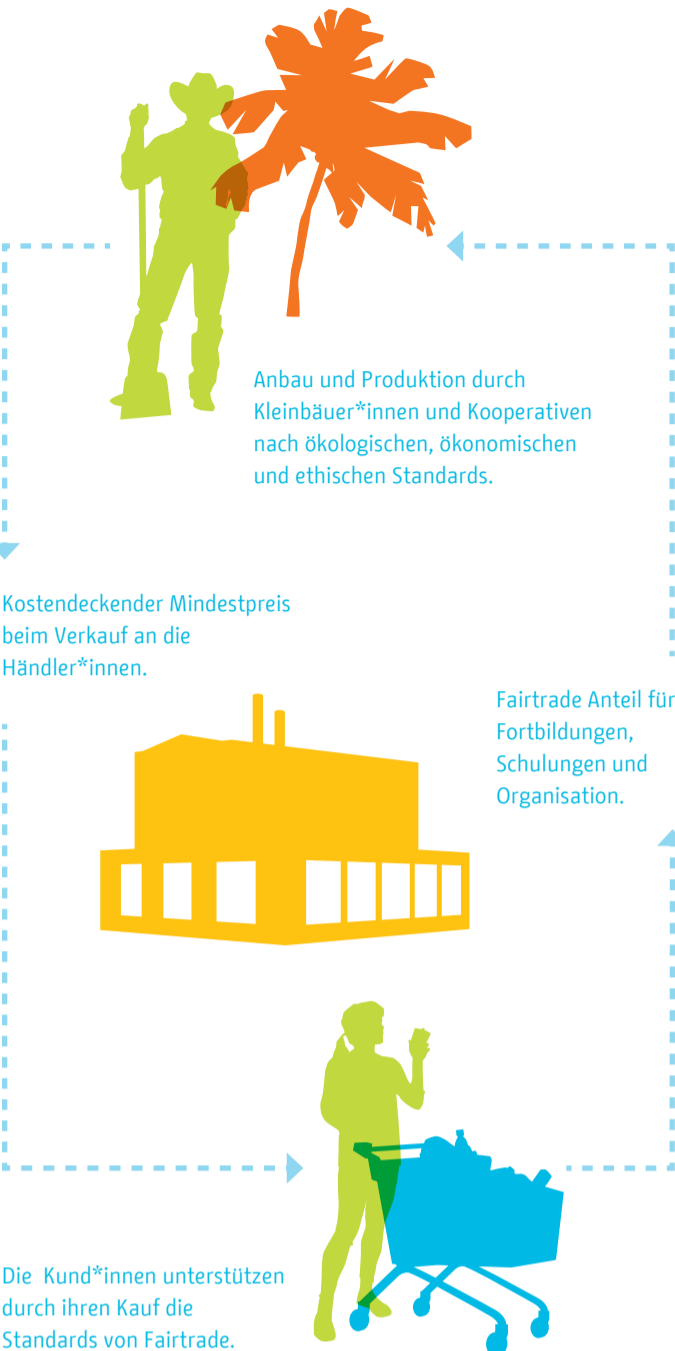 Anbau und Produktion durch
Kleinbäuer*innen und Kooperativen
nach ökologischen, ökonomischen
und ethischen Standards.
Kostendeckender Mindestpreis
beim Verkauf an die
Händler*innen.
Fairtrade Anteil für
Fortbildungen,
Schulungen und
Organisation.
Die Kund*innen unterstützen
durch ihren Kauf die
Standards von Fairtrade.